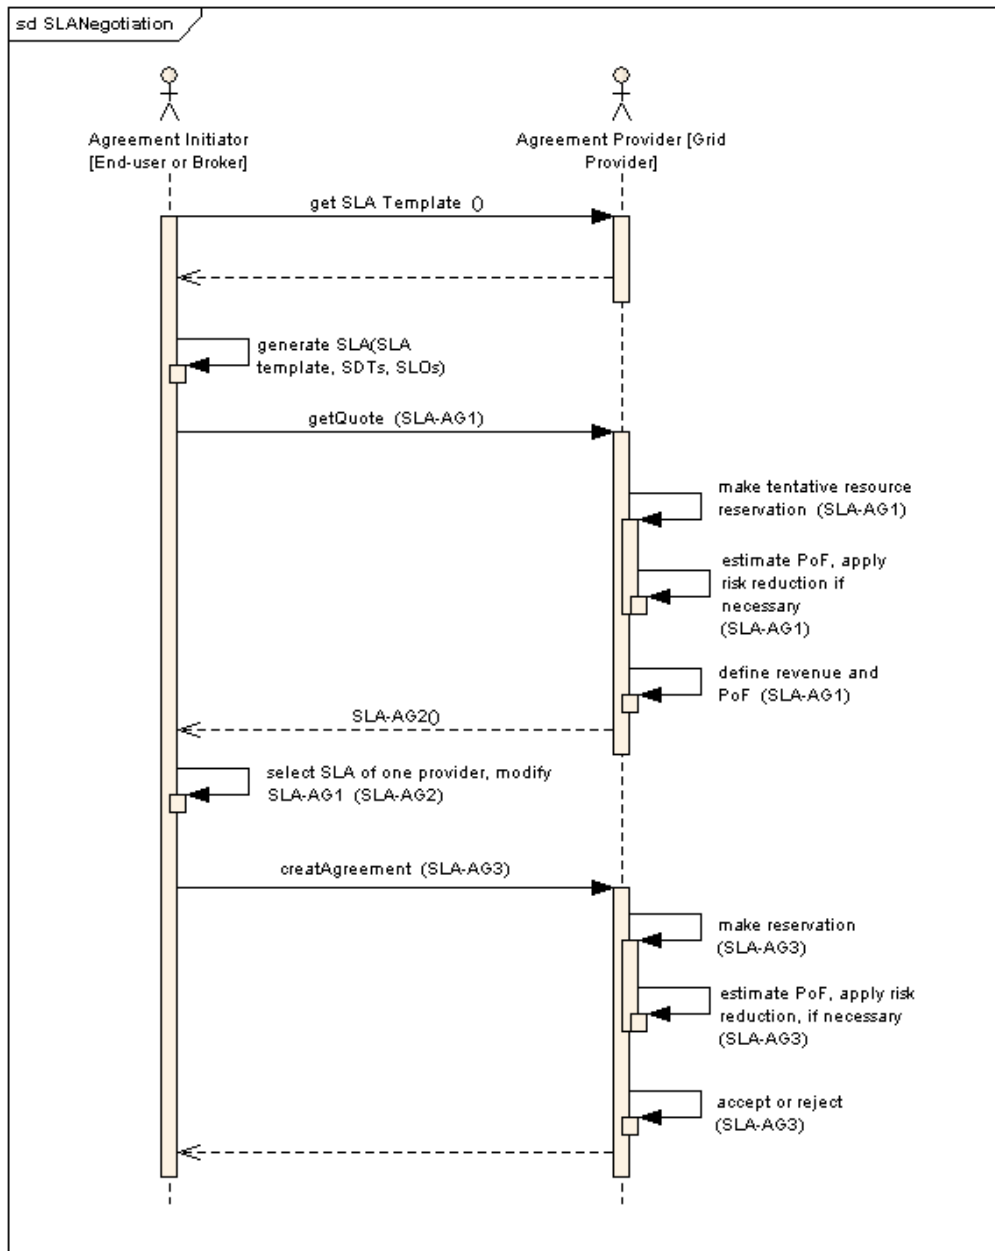 sd SLANegotiation
Agreement Initiator
[End-user or Broker]
Agreement Provider [Grid
Provider]
get SLA Template ()
generate SLA(SLA
template, SDTs, SLOs)
getQuote (SLA-AG1)
make tentative resource
reservation (SLA-AG1)
estimate PoF, apply
risk reduction if
necessary
(SLA-AG1)
define revenue and
PoF (SLA-AG1)
SLA-AG2()
select SLA of one provider, modify
SLA-AG1 (SLA-AG2)
creatAgreement (SLA-AG3)
make reservation
(SLA-AG3)
estimate PoF, apply risk
reduction, if necessary
(SLA-AG3)
accept or reject
(SLA-AG3)